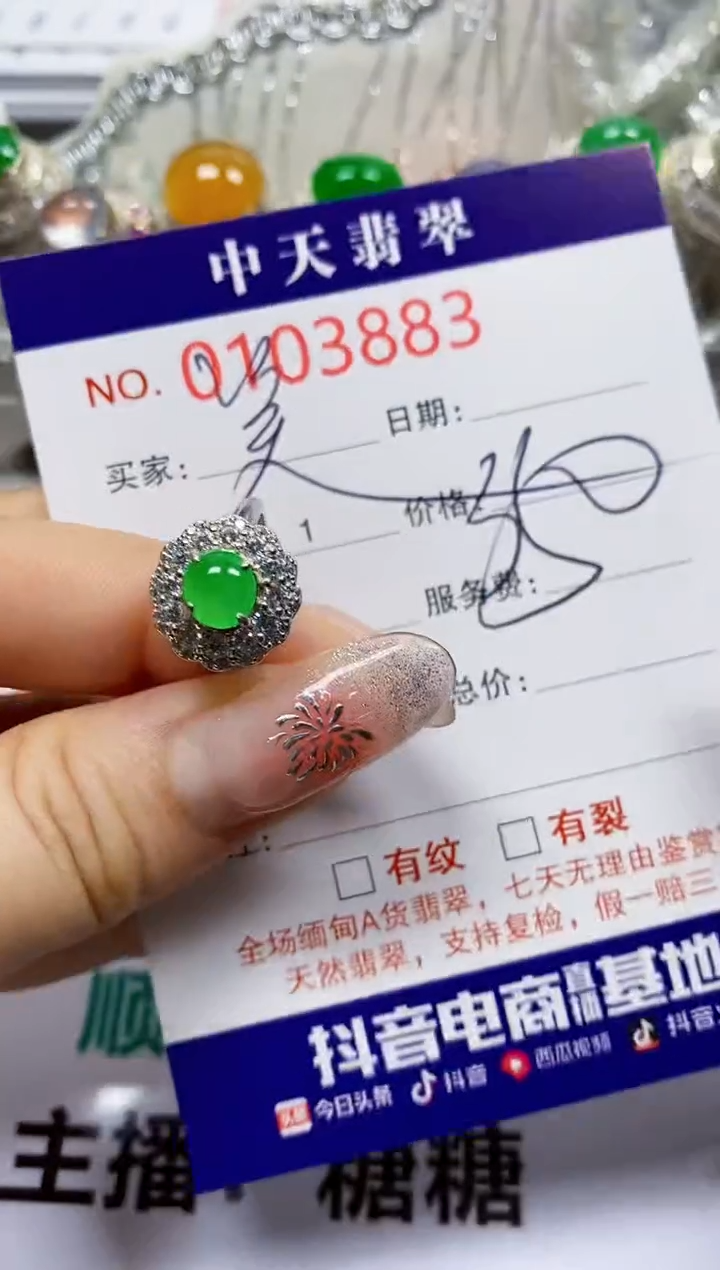 中天翡翠
NO. 0103883
买家:
日期:
1
价格:
服务费:
总价:
有纹
有裂
全场缅甸A货翡翠，七天无理由鉴赏
天然翡翠，支持复检，假一赔三
抖音电商直播基地
今日头条 抖音 西瓜视频 抖音
顺
主播：糖糖